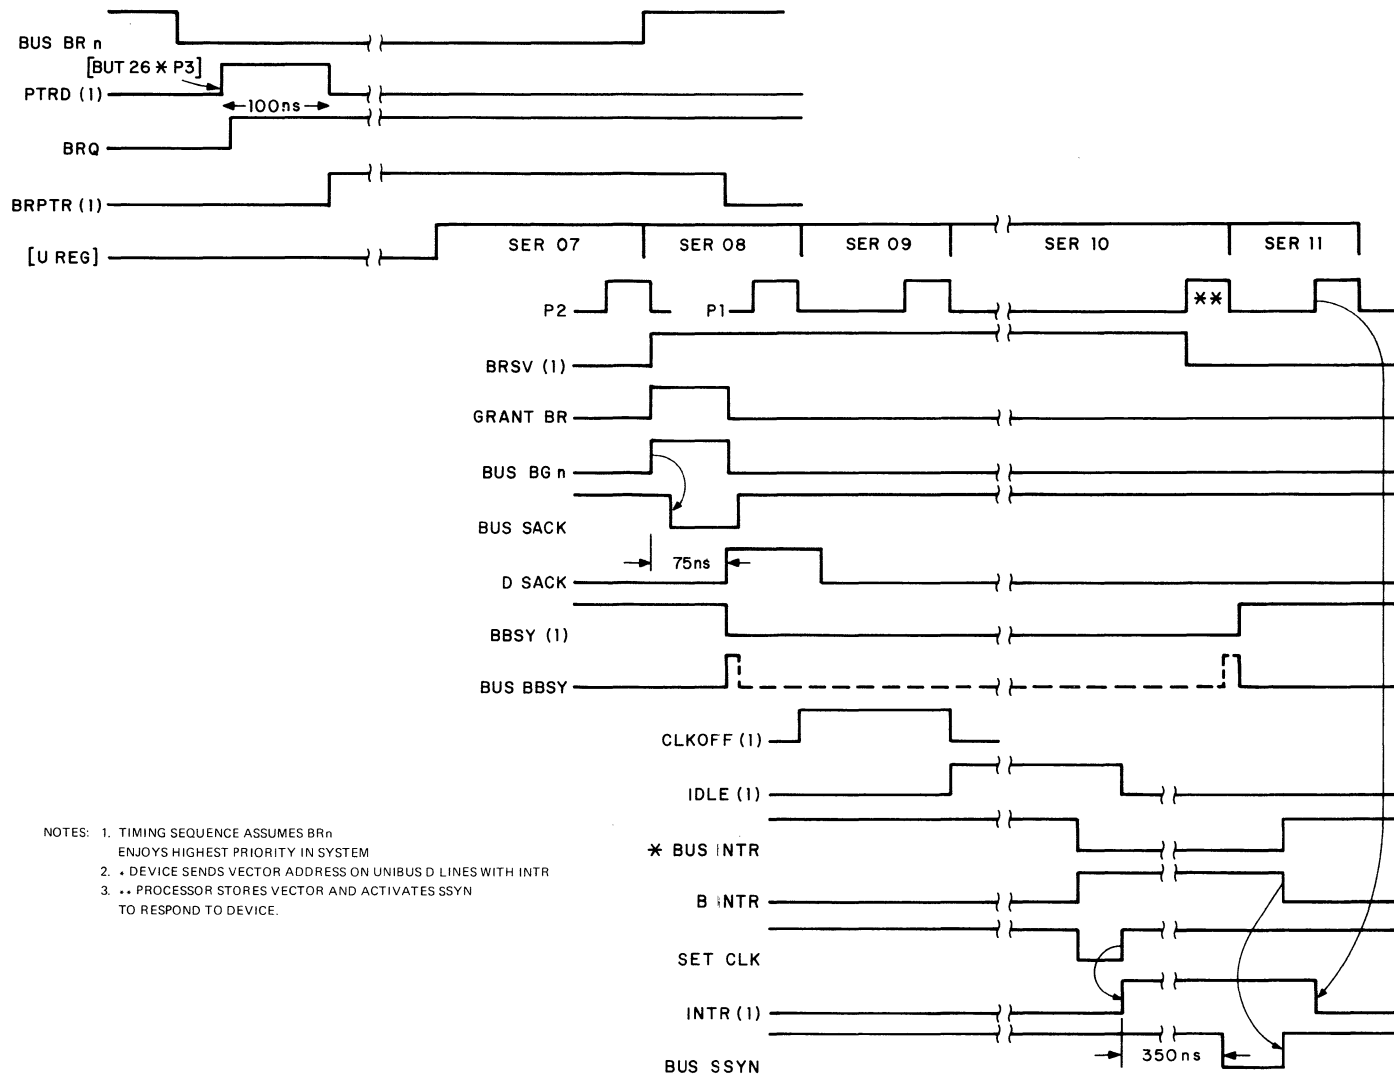 BUS BR n
[BUT 26 * P3]
PTRD (1)
100ns
BRQ
BRPTR (1)
[U REG]
SER 07
SER 08
SER 09
SER 10
SER 11
P2
P1
**
BRSV (1)
GRANT BR
BUS BG n
BUS SACK
75ns
D SACK
BBSY (1)
BUS BBSY
CLKOFF (1)
IDLE (1)
* BUS INTR
B INTR
SET CLK
INTR (1)
350ns
BUS SSYN
NOTES: 1. TIMING SEQUENCE ASSUMES BRn
ENJOYS HIGHEST PRIORITY IN SYSTEM
2. * DEVICE SENDS VECTOR ADDRESS ON UNIBUS D LINES WITH INTR
3. ** PROCESSOR STORES VECTOR AND ACTIVATES SSYN
TO RESPOND TO DEVICE.